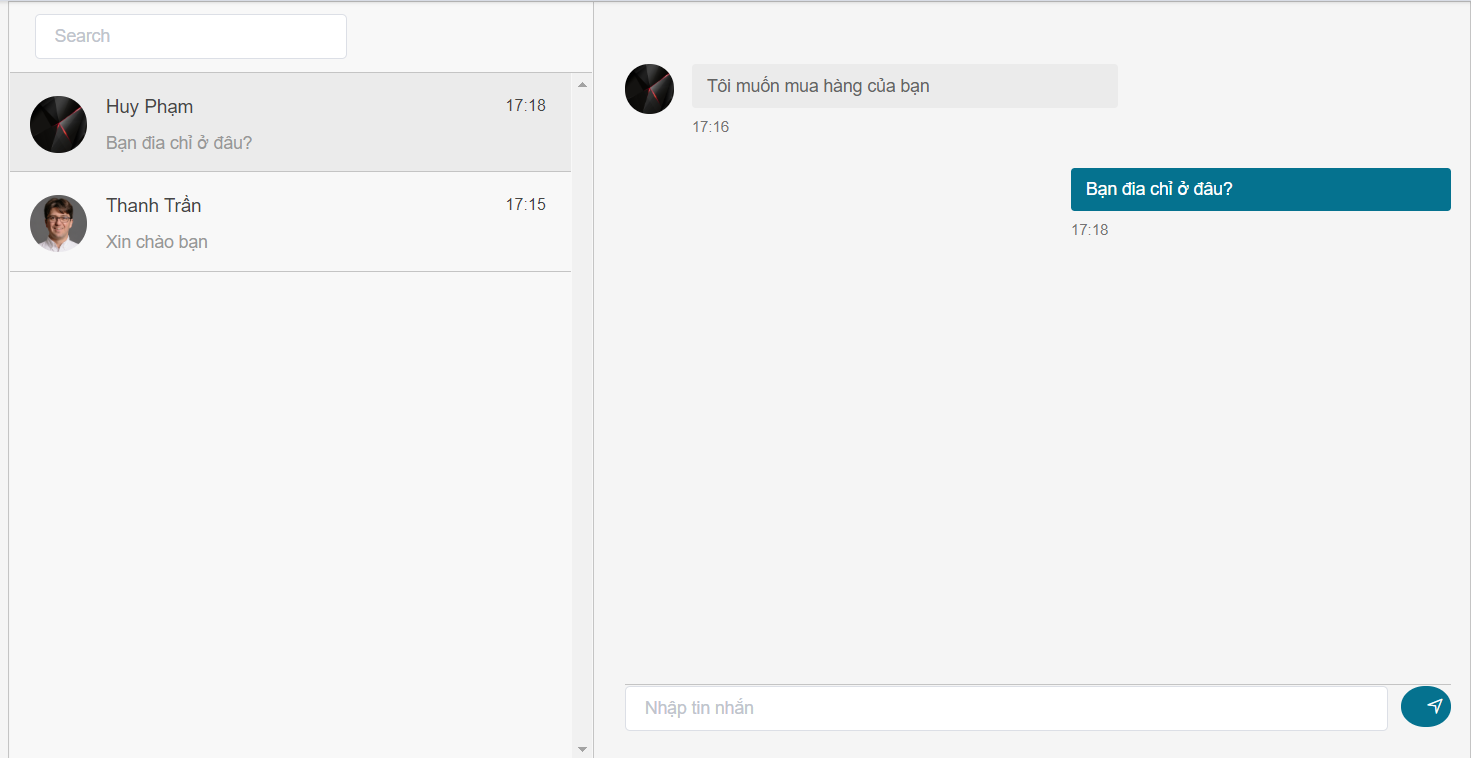 Search
Huy Phạm
17:18
Bạn đia chỉ ở đâu?
Thanh Trần
17:15
Xin chào bạn
Tôi muốn mua hàng của bạn
17:16
Bạn đia chỉ ở đâu?
17:18
Nhập tin nhắn